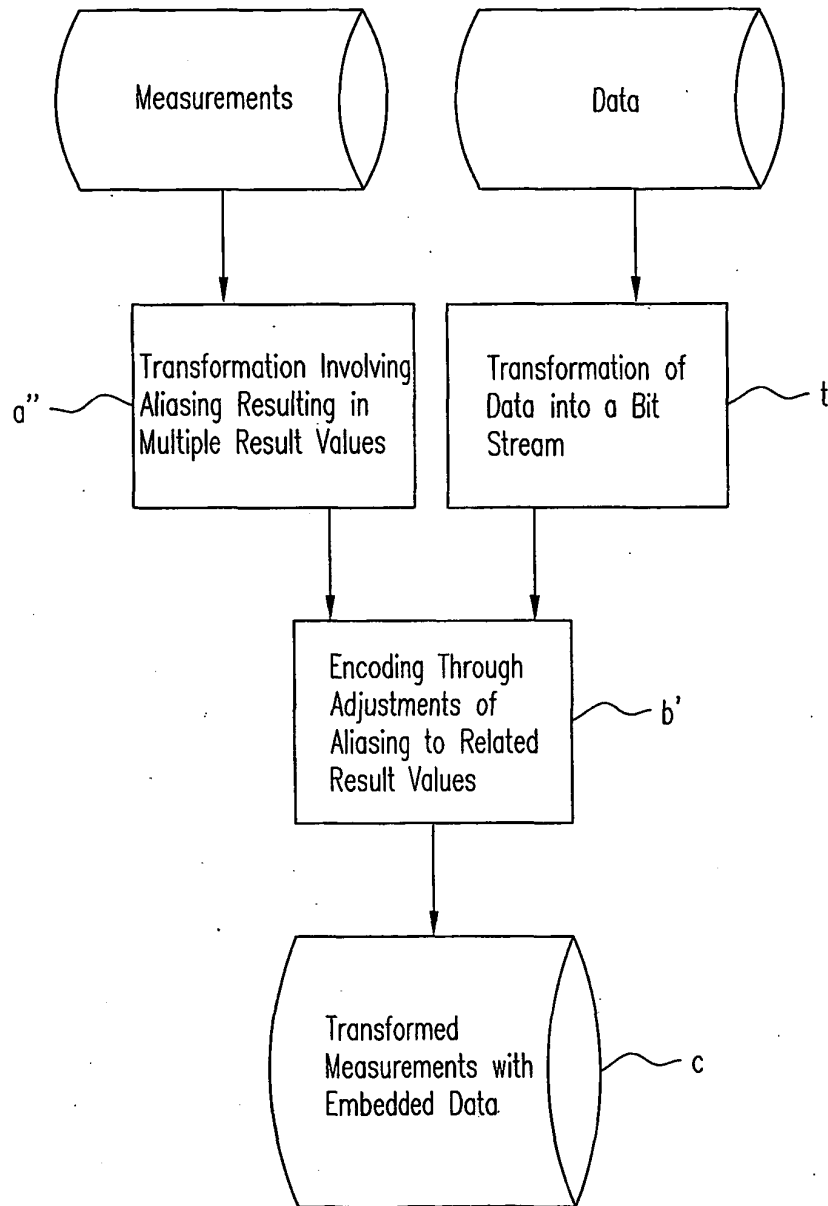 Measurements
Data
Transformation Involving
Aliasing Resulting in
Multiple Result Values
a''
Transformation of
Data into a Bit
Stream
t
Encoding Through
Adjustments of
Aliasing to Related
Result Values
b'
Transformed
Measurements with
Embedded Data
c